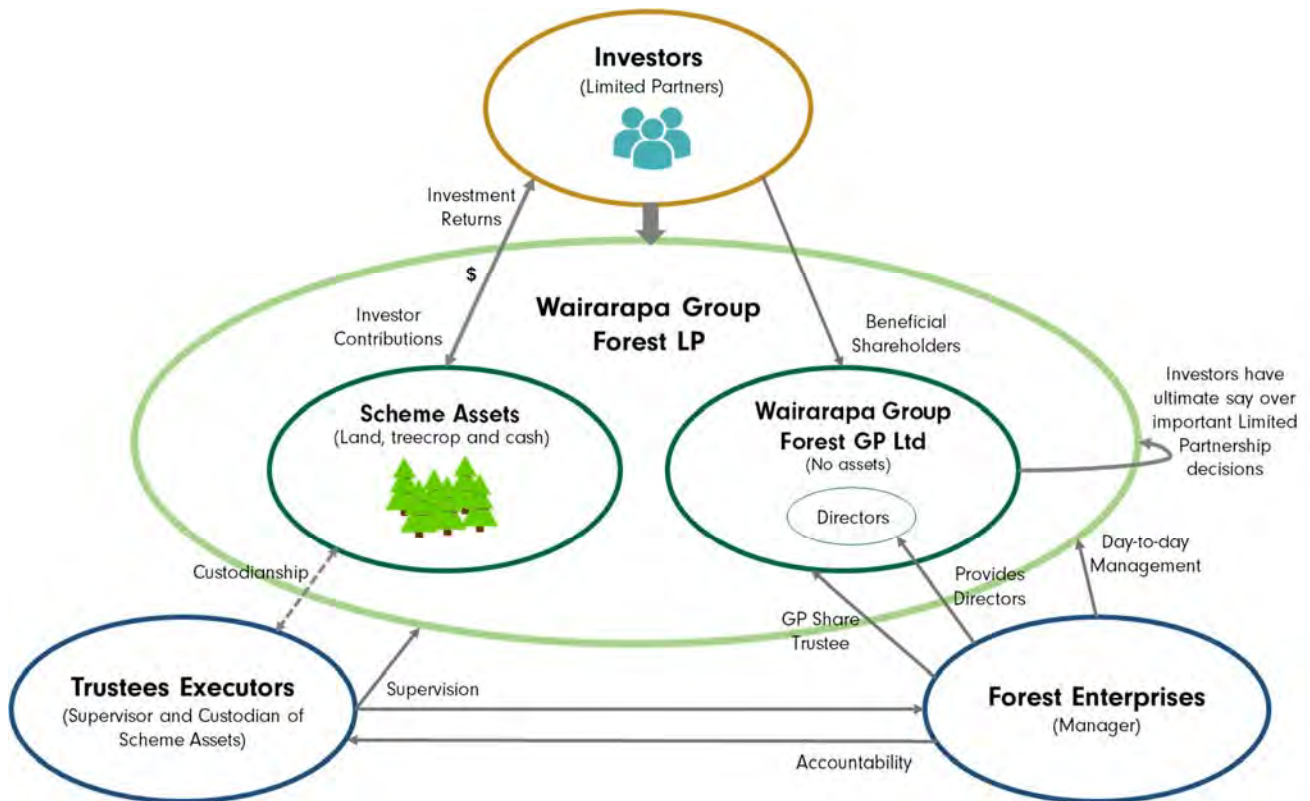 Investors
(Limited Partners)
Investment
Returns
$
Investor
Contributions
Wairarapa Group
Forest LP
Beneficial
Shareholders
Investors have
ultimate say over
important Limited
Partnership
decisions
Scheme Assets
(Land, treecrop and cash)
Wairarapa Group
Forest GP Ltd
(No assets)
Directors
Custodianship
Day-to-day
Management
Provides
Directors
GP Share
Trustee
Trustees Executors
(Supervisor and Custodian of
Scheme Assets)
Supervision
Accountability
Forest Enterprises
(Manager)